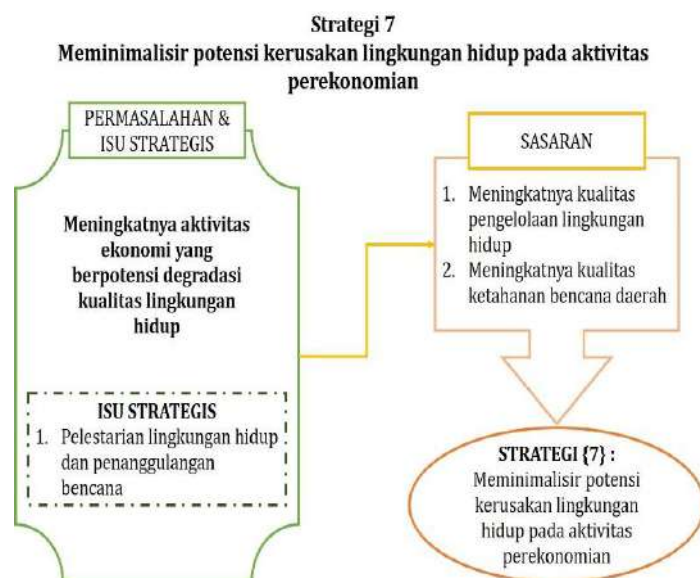 Strategi 7
Meminimalisir potensi kerusakan lingkungan hidup pada aktivitas
perekonomian
PERMASALAHAN &
ISU STRATEGIS
Meningkatnya aktivitas
ekonomi yang
berpotensi degradasi
kualitas lingkungan
hidup
ISU STRATEGIS
1. Pelestarian lingkungan hidup
dan penanggulangan
bencana
SASARAN
1. Meningkatnya kualitas
pengelolaan lingkungan
hidup
2. Meningkatnya kualitas
ketahanan bencana daerah
STRATEGI {7} :
Meminimalisir potensi
kerusakan lingkungan
hidup pada aktivitas
perekonomian